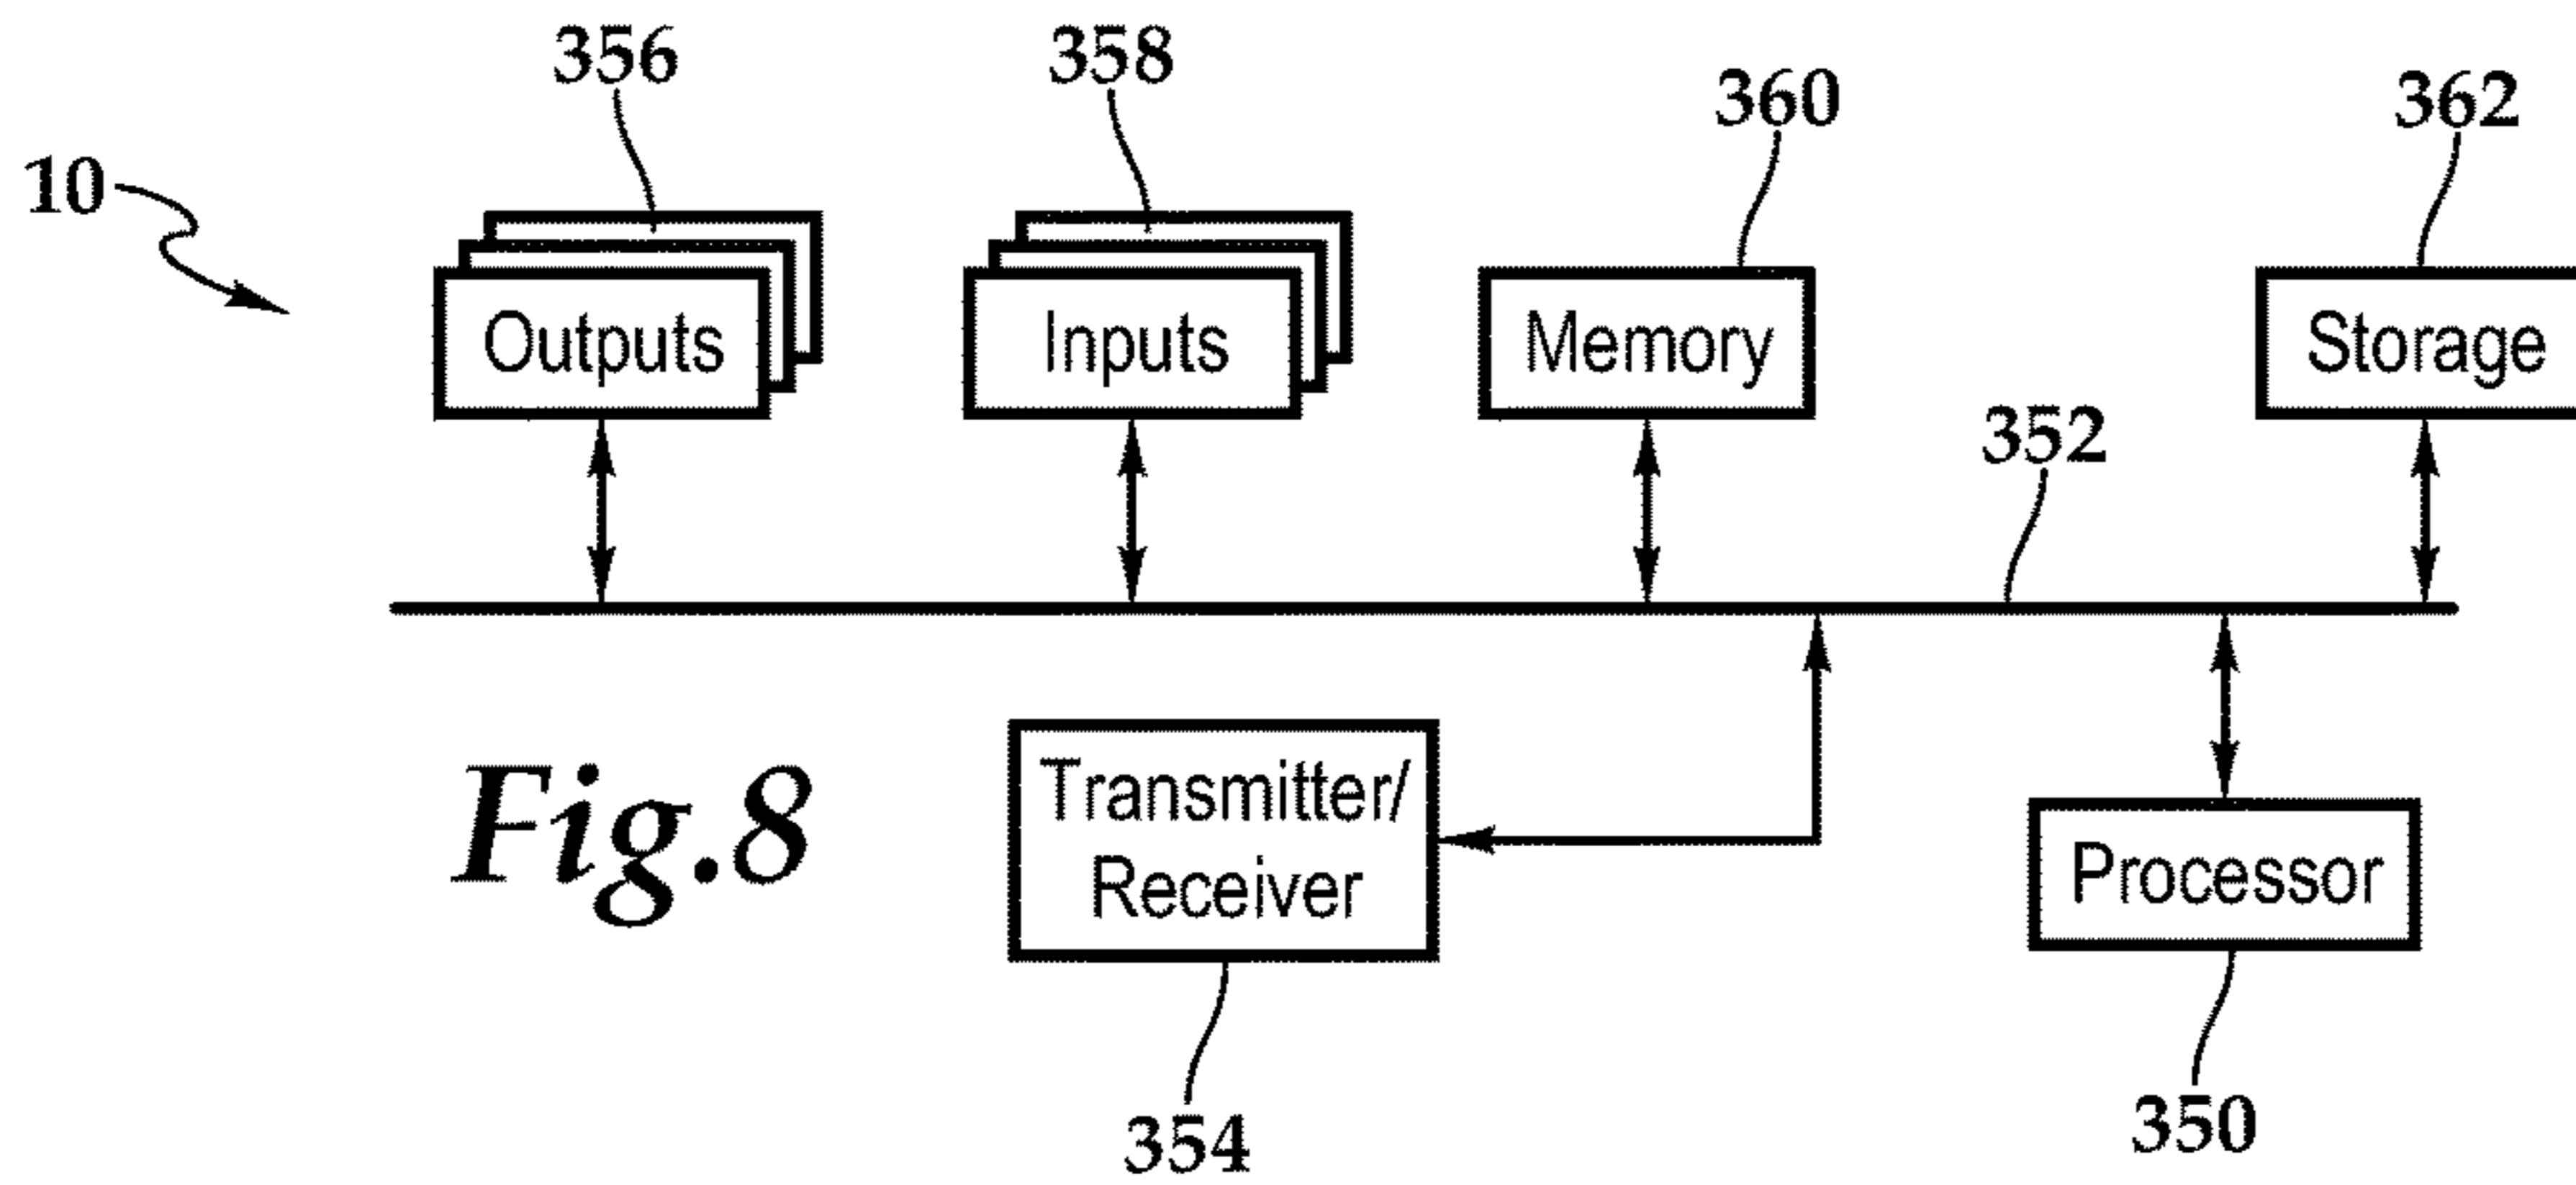 356
358
360
362
10
Outputs
Inputs
Memory
Storage
352
Transmitter/
Receiver
Processor
Fig.8
354
350